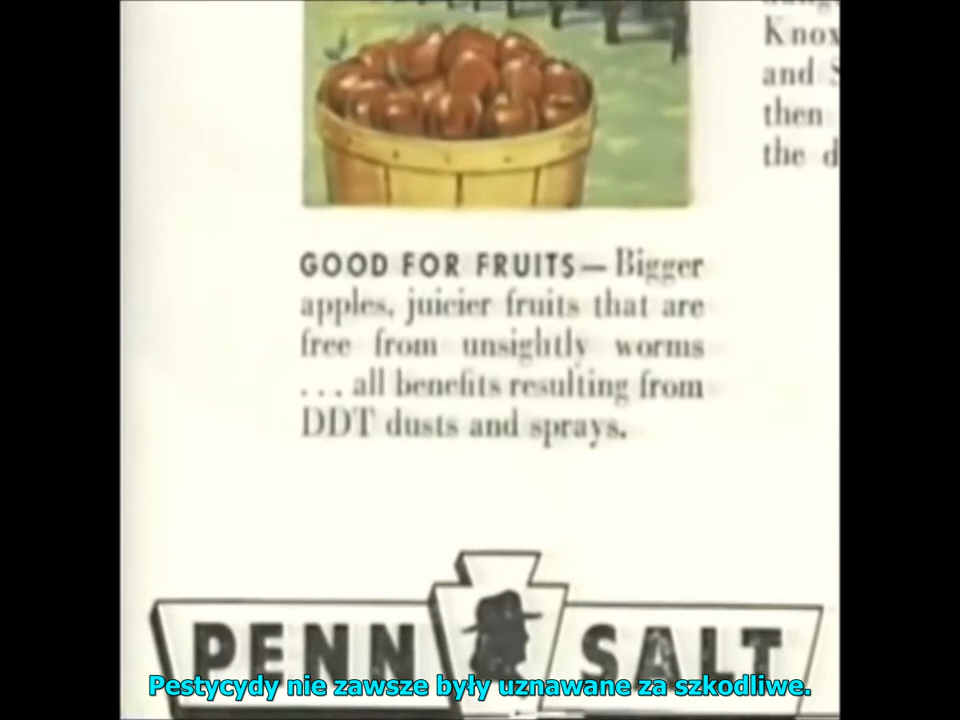 Knox
and S
then
the d
GOOD FOR FRUITS—Bigger
apples, juicier fruits that are
free from unsightly worms
... all benefits resulting from
DDT dusts and sprays.
PENN SALT
Pestycydy nie zawsze były uznawane za szkodliwe.